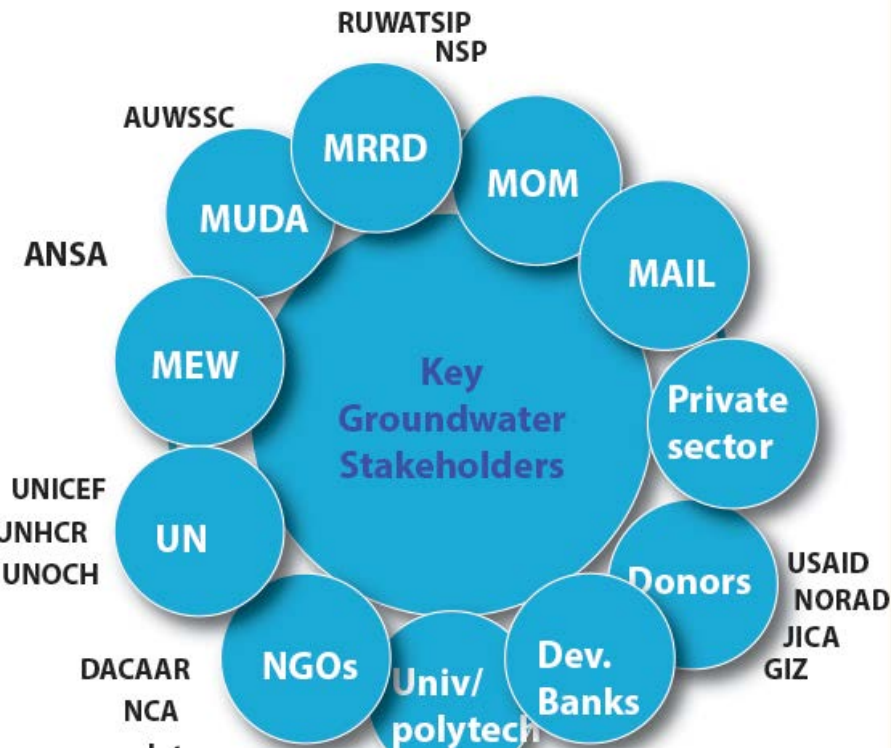 RUWATSIP
NSP
AUWSSC
MRRD
MOM
MUDA
ANSA
MAIL
MEW
Key
Groundwater
Stakeholders
Private
sector
UNICEF
UNHCR
UNOCH
UN
Donors
USAID
NORAD
JICA
GIZ
DACAAR
NCA
NGOs
Univ/
polytech
Dev.
Banks